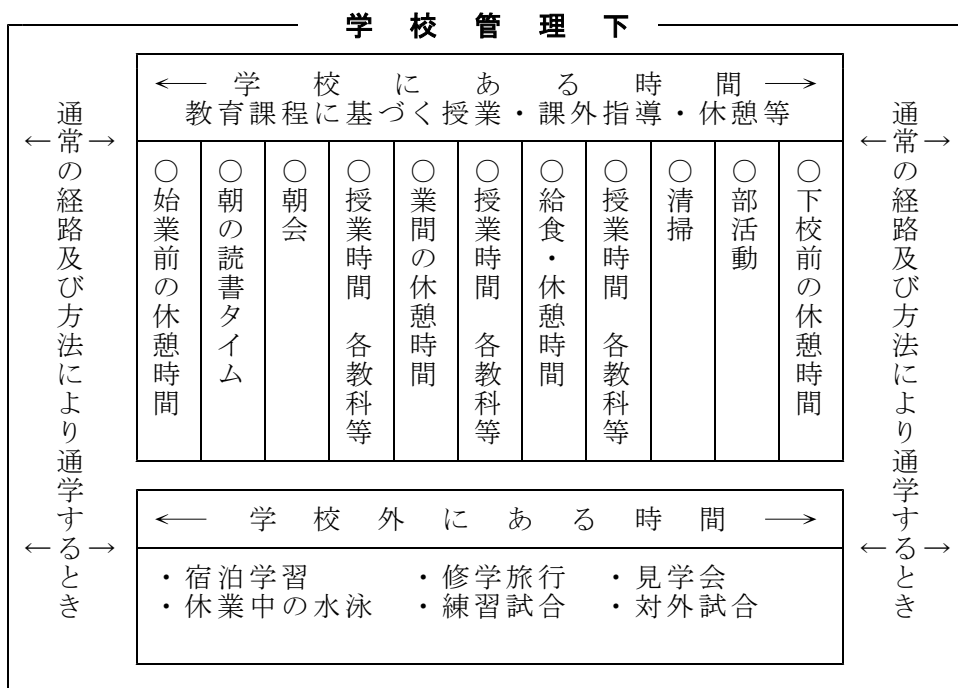 学校管理下
通常の経路及び方法により通学するとき
←→
←→
←― 学校にある時間 ―→
教育課程に基づく授業・課外指導・休憩等
○始業前の休憩時間
○朝の読書タイム
○朝会
○授業時間　各教科等
○業間の休憩時間
○授業時間　各教科等
○給食・休憩時間
○授業時間　各教科等
○清掃
○部活動
○下校前の休憩時間
←― 学校外にある時間 ―→
・宿泊学習　・修学旅行　・見学会
・休業中の水泳　・練習試合　・対外試合
通常の経路及び方法により通学するとき
←→
←→